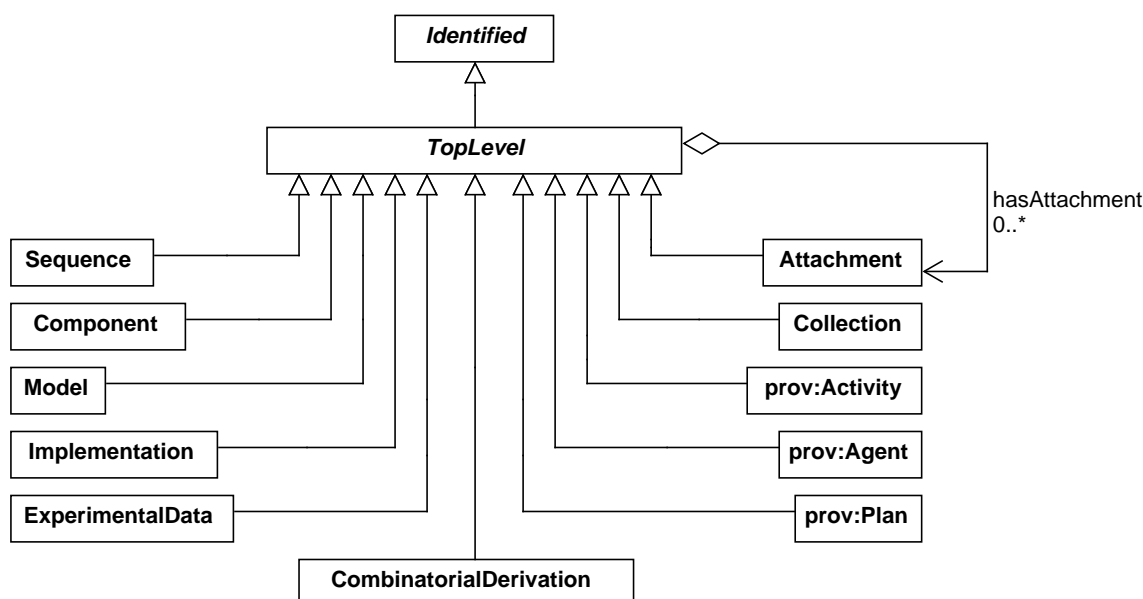 Identified
TopLevel
hasAttachment
0..*
Sequence
Attachment
Component
Collection
Model
prov:Activity
Implementation
prov:Agent
ExperimentalData
prov:Plan
CombinatorialDerivation